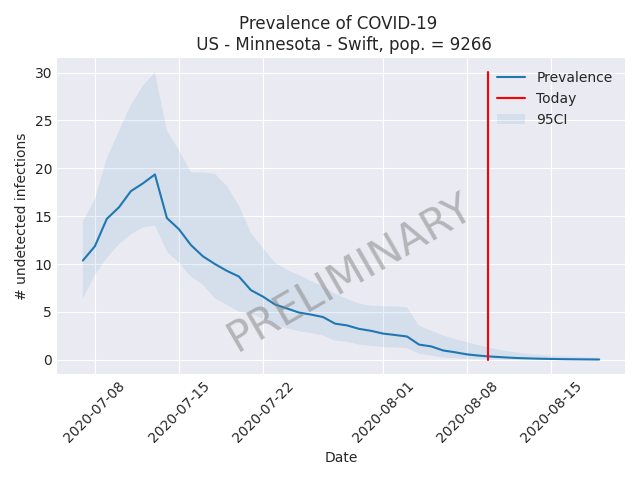 Prevalence of COVID-19
US - Minnesota - Swift, pop. = 9266
# undetected infections
30
25
20
15
10
5
0
Prevalence
Today
95CI
PRELIMINARY
2020-07-08
2020-07-15
2020-07-22
2020-08-01
2020-08-08
2020-08-15
Date